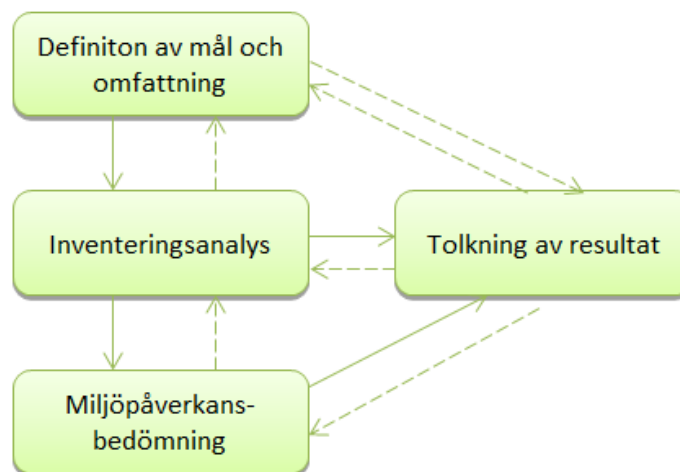 Definiton av mål och
omfattning
Inventeringsanalys
Tolkning av resultat
Miljöpåverkans-
bedömning